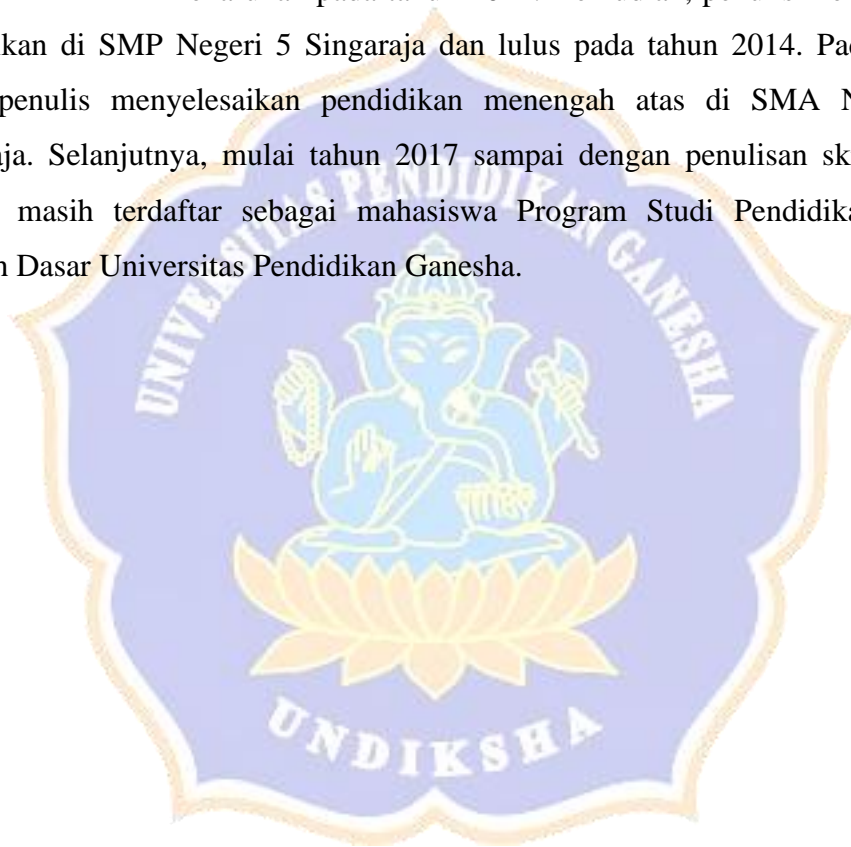 pada tahun
kan di SMP Negeri 5 Singaraja dan lulus pada tahun 2014. Pa
penulis menyelesaikan pendidikan menengah atas di SMA N
aja. Selanjutnya, mulai tahun 2017 sampai dengan penulisan sk
masih terdaftar sebagai mahasiswa Program Studi Pendidika
n Dasar Universitas Pendidikan Ganesha.
UNIVERSITAS PENDIDIKAN GANESHA
UNDIKSHA